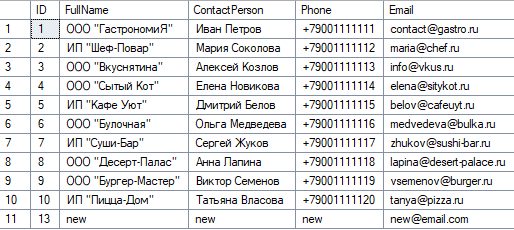 ID FullName ContactPerson Phone Email
1 1 ООО "ГастрономиЯ" Иван Петров +79001111111 contact@gastro.ru
2 2 ИП "Шеф-Повар" Мария Соколова +79001111112 maria@chef.ru
3 3 ООО "Вкуснятина" Алексей Козлов +79001111113 info@vkus.ru
4 4 ООО "Сытый Кот" Елена Новикова +79001111114 elena@sitykot.ru
5 5 ИП "Кафе Уют" Дмитрий Белов +79001111115 belov@cafeuyt.ru
6 6 ООО "Булочная" Ольга Медведева +79001111116 medvedeva@bulka.ru
7 7 ИП "Суши-Бар" Сергей Жуков +79001111117 zhukov@sushi-bar.ru
8 8 ООО "Десерт-Палас" Анна Лапина +79001111118 lapina@desert-palace.ru
9 9 ООО "Бургер-Мастер" Виктор Семенов +79001111119 vsemenov@burger.ru
10 10 ИП "Пицца-Дом" Татьяна Власова +79001111120 tanya@pizza.ru
11 13 new new new new@email.com